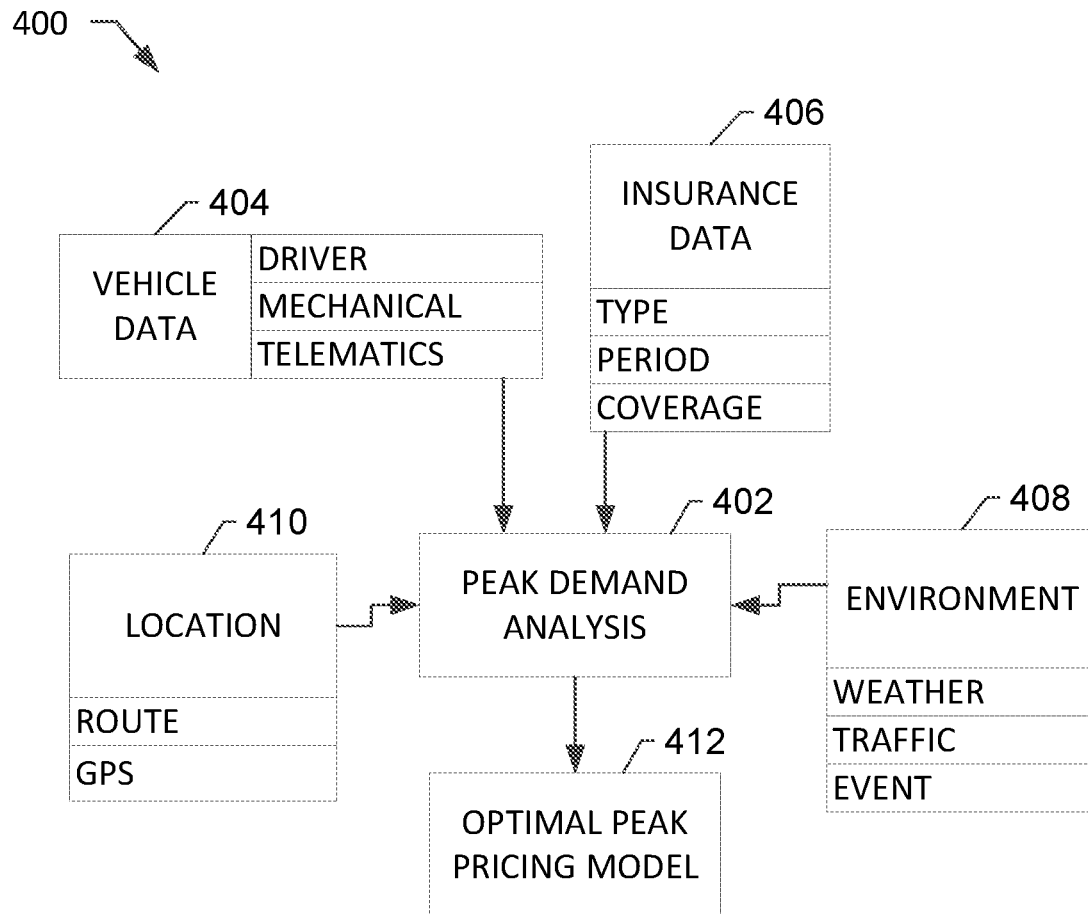 400
406
INSURANCE
DATA
TYPE
PERIOD
COVERAGE
404
VEHICLE
DATA
DRIVER
MECHANICAL
TELEMATICS
410
LOCATION
ROUTE
GPS
402
PEAK DEMAND
ANALYSIS
408
ENVIRONMENT
WEATHER
TRAFFIC
EVENT
412
OPTIMAL PEAK
PRICING MODEL